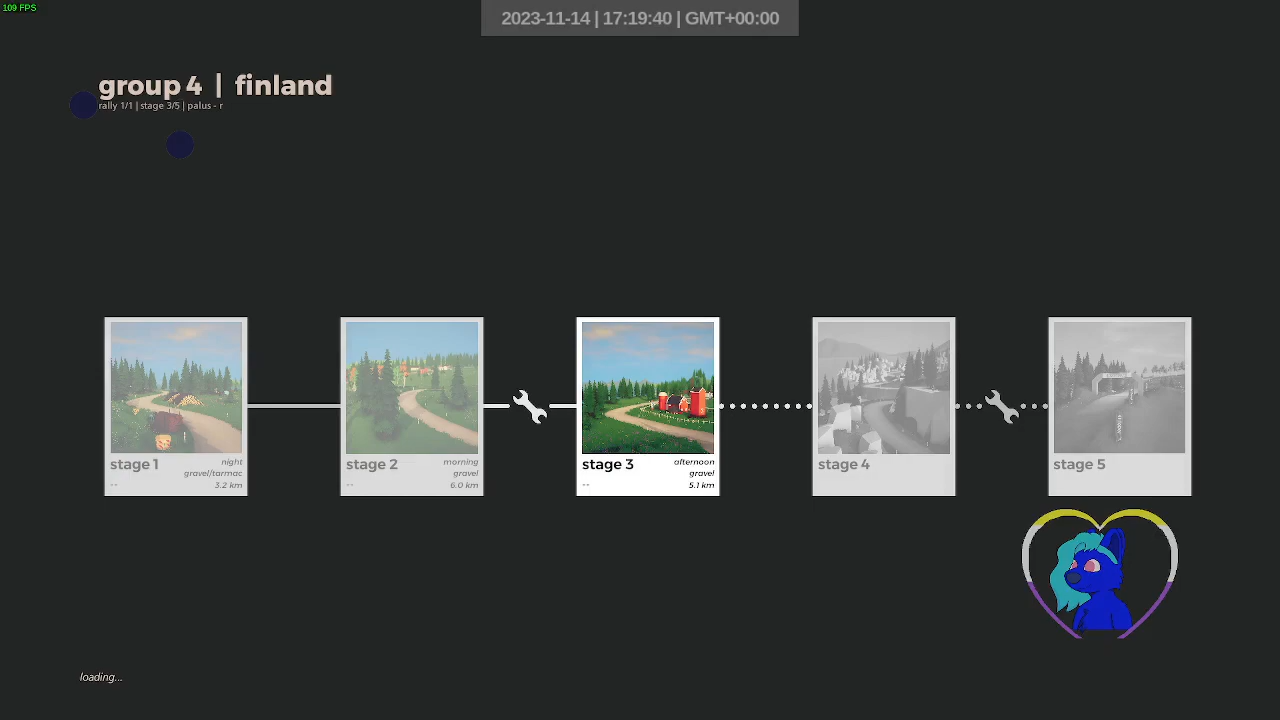 109 FPS
2023-11-14 | 17:19:40 | GMT+00:00
group 4 | finland
rally 1/1 | stage 3/5 | palus - r
stage 1
night
gravel/tarmac
--
3.2 km
stage 2
morning
gravel
--
6.0 km
stage 3
afternoon
gravel
--
5.1 km
stage 4
stage 5
loading...